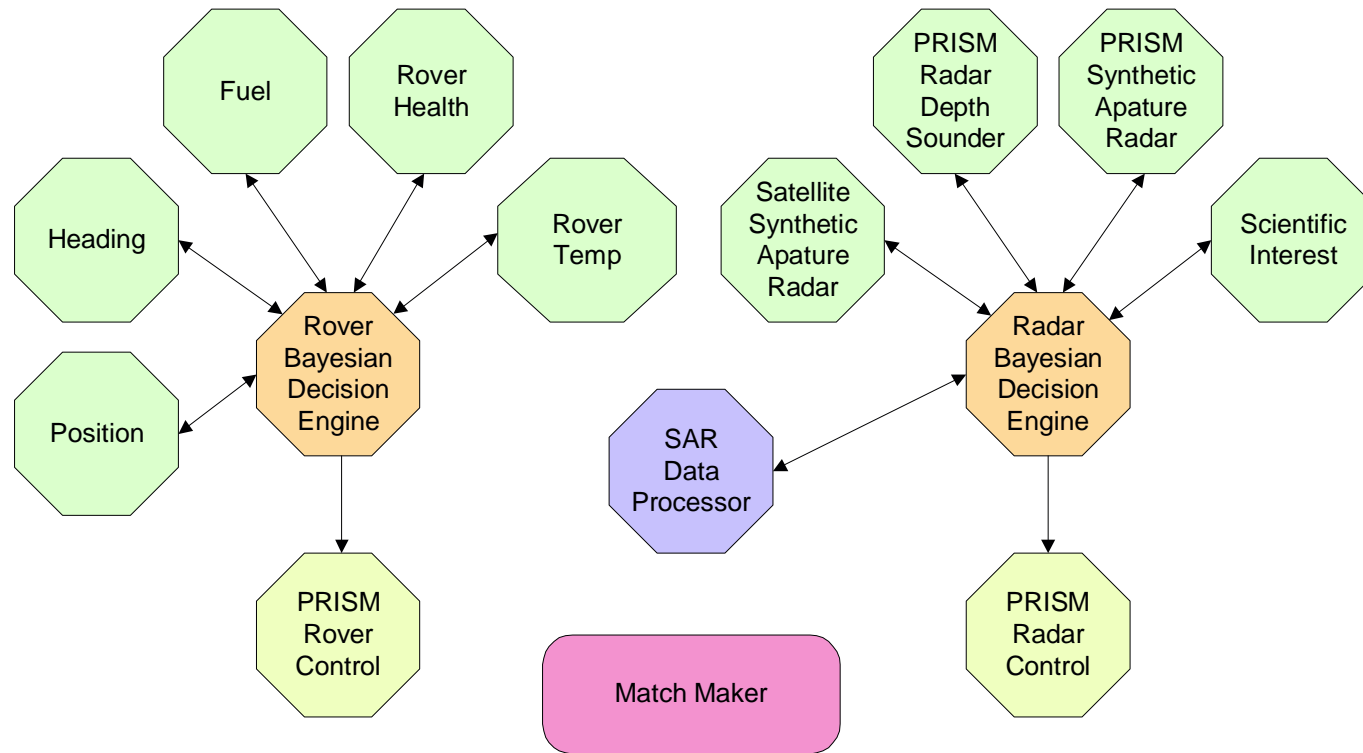 Fuel
Rover
Health
Heading
Rover
Temp
Position
Rover
Bayesian
Decision
Engine
PRISM
Rover
Control
PRISM
Radar
Depth
Sounder
PRISM
Synthetic
Apature
Radar
Satellite
Synthetic
Apature
Radar
Scientific
Interest
Radar
Bayesian
Decision
Engine
SAR
Data
Processor
PRISM
Radar
Control
Match Maker